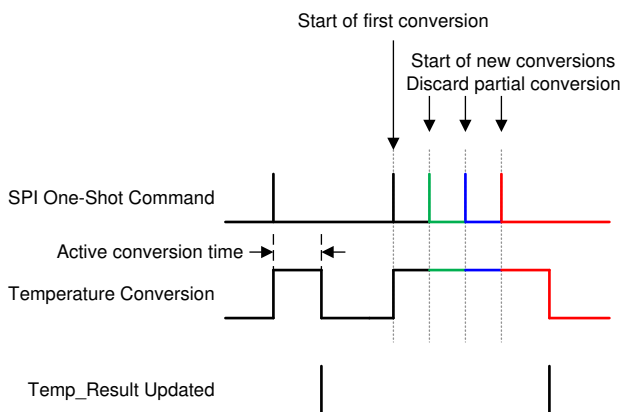 Start of first conversion
Start of new conversions
Discard partial conversion
SPI One-Shot Command
Active conversion time
Temperature Conversion
Temp_Result Updated